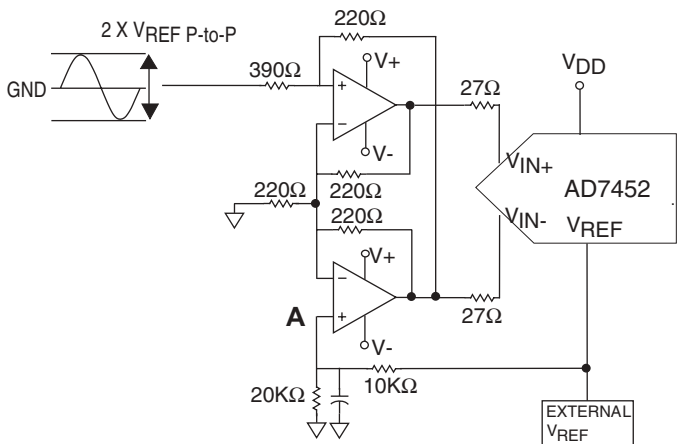 2 X VREF P-to-P
GND
390Ω
220Ω
V+
+
−
V-
27Ω
VDD
VIN+
AD7452
VIN-
VREF
220Ω
220Ω
220Ω
V+
−
A
+
V-
27Ω
20KΩ
10KΩ
EXTERNAL
VREF